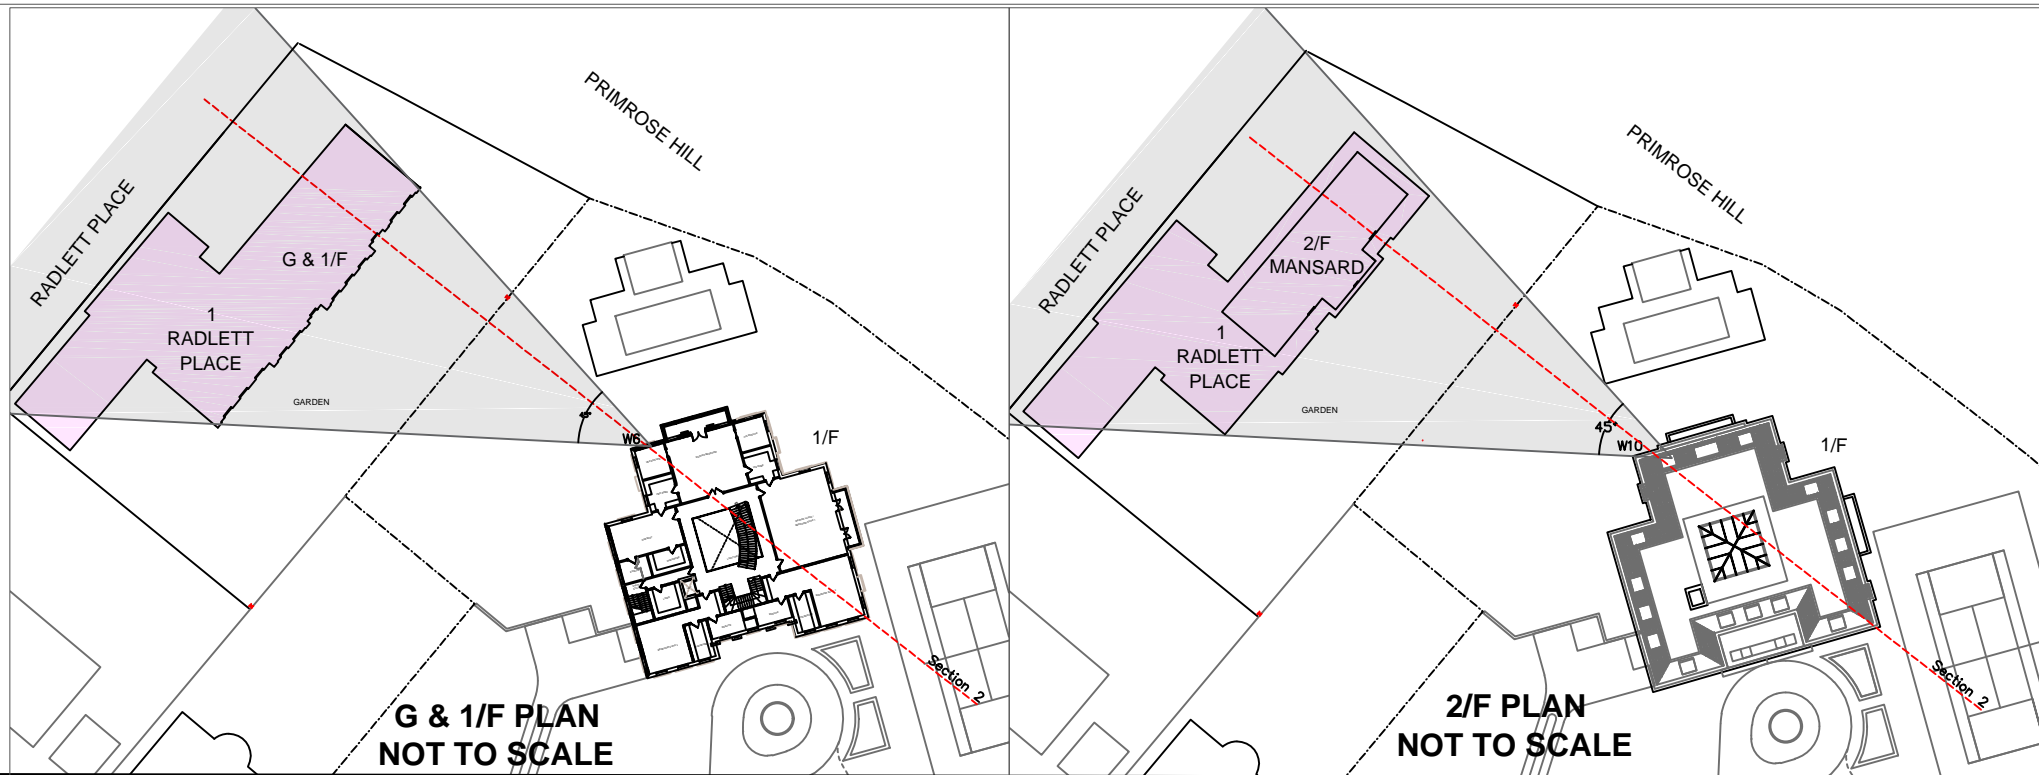 PRIMROSE HILL
RADLETT PLACE
G & 1/F
1
RADLETT
PLACE
GARDEN
45°
W6
1/F
Section 2
G & 1/F PLAN
NOT TO SCALE
PRIMROSE HILL
RADLETT PLACE
2/F
MANSARD
1
RADLETT
PLACE
GARDEN
45°
W10
1/F
Section 2
2/F PLAN
NOT TO SCALE